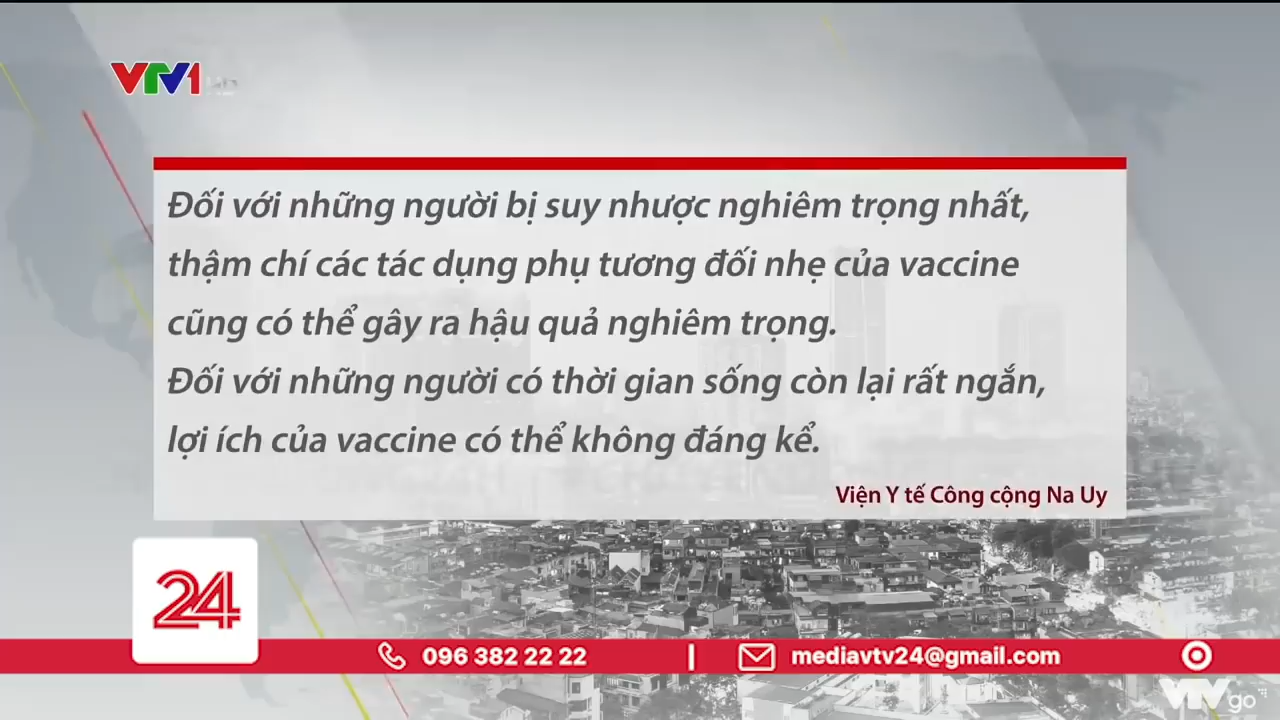 VTV1 HD
Đối với những người bị suy nhược nghiêm trọng nhất,
thậm chí các tác dụng phụ tương đối nhẹ của vaccine
cũng có thể gây ra hậu quả nghiêm trọng.
Đối với những người có thời gian sống còn lại rất ngắn,
lợi ích của vaccine có thể không đáng kể.
Viện Y tế Công cộng Na Uy
24
096 382 22 22 | mediavtv24@gmail.com
VTV go